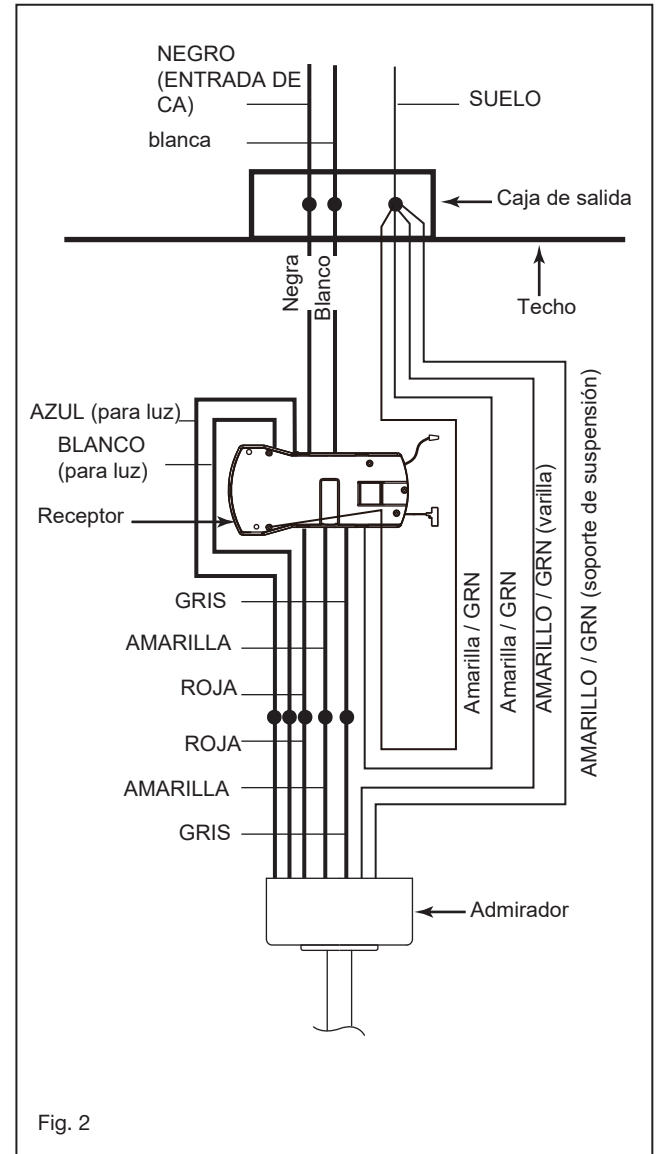 NEGRO
(ENTRADA DE
CA)
SUELO
blanca
Caja de salida
Negra
Blanco
Techo
AZUL (para luz)
BLANCO
(para luz)
Receptor
GRIS
AMARILLA
ROJA
ROJA
AMARILLA
GRIS
Amarilla / GRN
Amarilla / GRN
AMARILLO / GRN (varilla)
AMARILLO / GRN (soporte de suspensión)
Admirador
Fig. 2